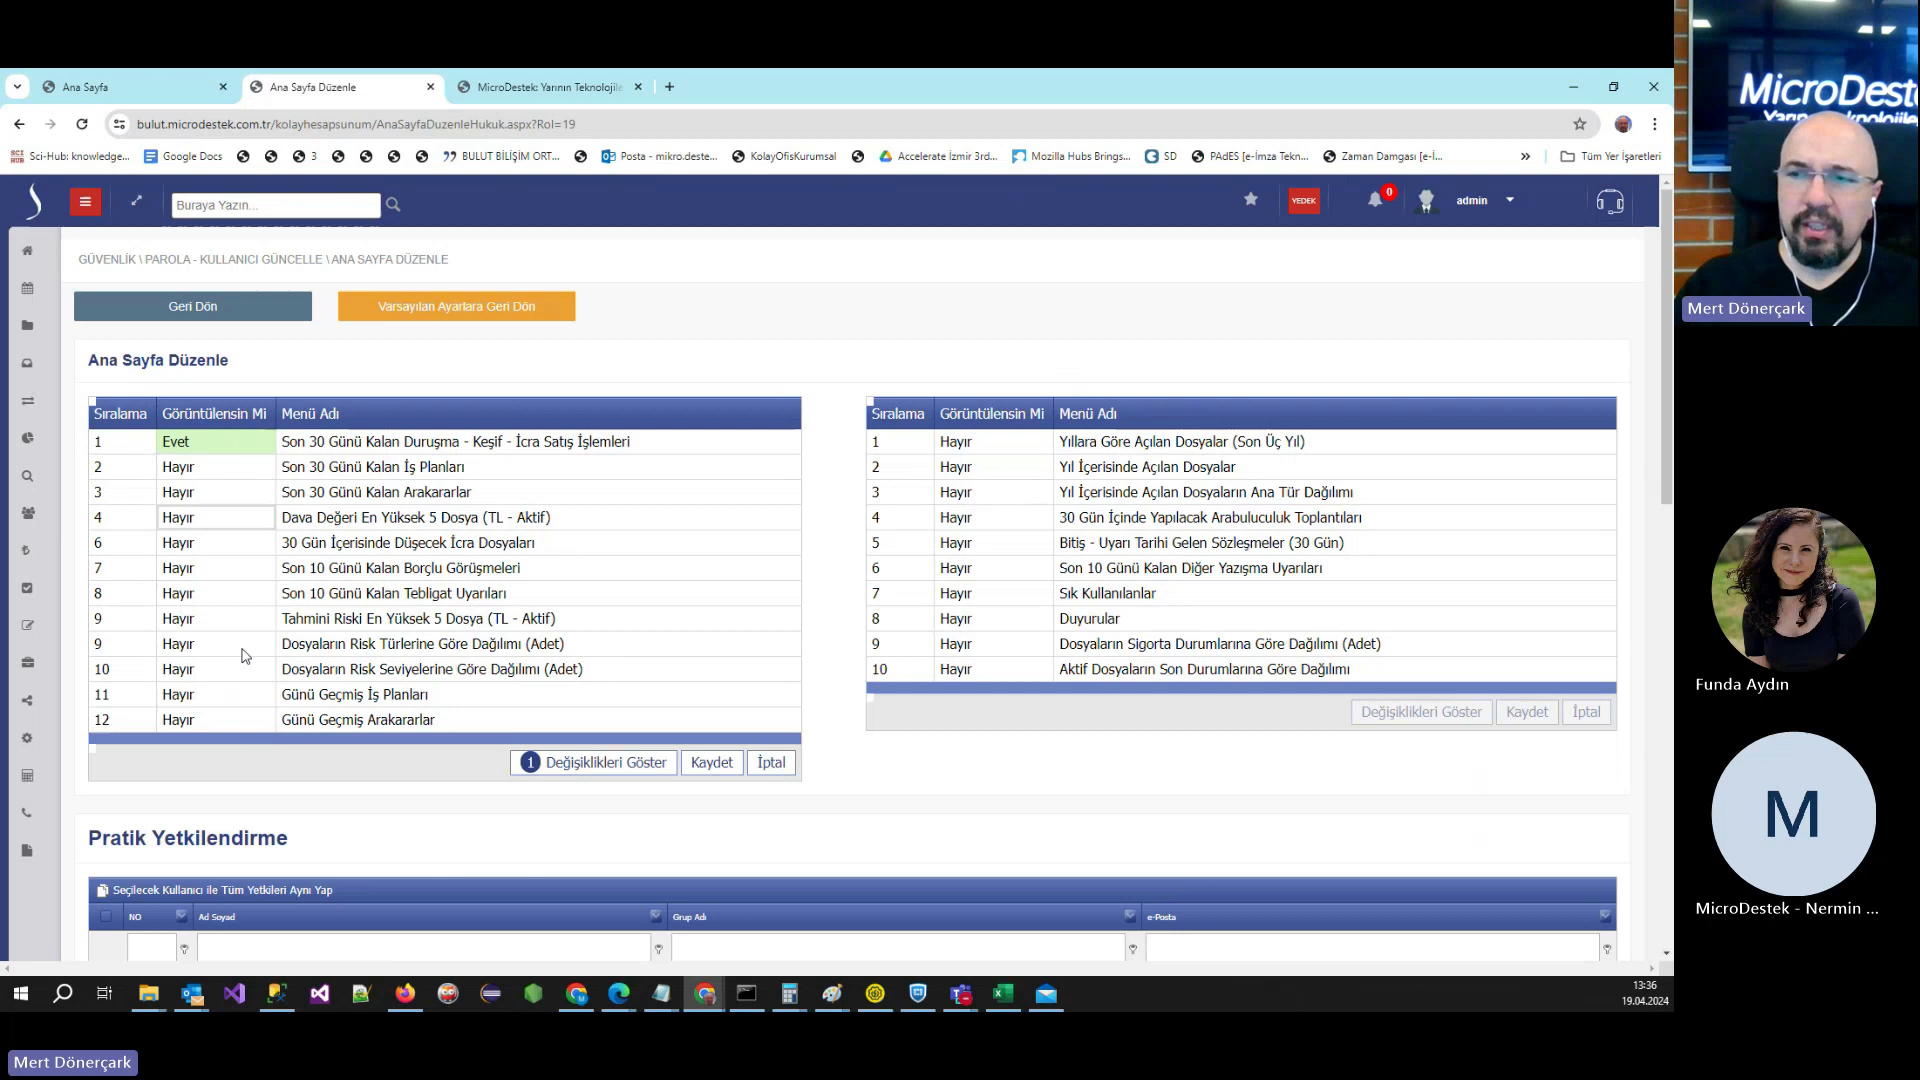 Ana Sayfa
Ana Sayfa Düzenle
MicroDestek: Yarının Teknolojile
bulut.microdestek.com.tr/kolayhesapsunum/AnaSayfaDuzenleHukuk.aspx?Rol=19
Sci-Hub: knowledge...
Google Docs
3
BULUT BİLİŞİM ORT...
Posta - mikro.deste...
KolayOfisKurumsal
Accelerate İzmir 3rd...
Mozilla Hubs Brings...
SD
PAdES [e-İmza Tekn...
Zaman Damgası [e-İ...
Tüm Yer İşaretleri
Buraya Yazın...
YEDEK
0
admin
GÜVENLİK \ PAROLA - KULLANICI GÜNCELLE \ ANA SAYFA DÜZENLE
Geri Dön
Varsayılan Ayarlara Geri Dön
Ana Sayfa Düzenle
Sıralama Görüntülensin Mi Menü Adı
1 Evet Son 30 Günü Kalan Duruşma - Keşif - İcra Satış İşlemleri
2 Hayır Son 30 Günü Kalan İş Planları
3 Hayır Son 30 Günü Kalan Arakararlar
4 Hayır Dava Değeri En Yüksek 5 Dosya (TL - Aktif)
6 Hayır 30 Gün İçerisinde Düşecek İcra Dosyaları
7 Hayır Son 10 Günü Kalan Borçlu Görüşmeleri
8 Hayır Son 10 Günü Kalan Tebligat Uyarıları
9 Hayır Tahmini Riski En Yüksek 5 Dosya (TL - Aktif)
9 Hayır Dosyaların Risk Türlerine Göre Dağılımı (Adet)
10 Hayır Dosyaların Risk Seviyelerine Göre Dağılımı (Adet)
11 Hayır Günü Geçmiş İş Planları
12 Hayır Günü Geçmiş Arakararlar
1 Değişiklikleri Göster Kaydet İptal
Sıralama Görüntülensin Mi Menü Adı
1 Hayır Yıllara Göre Açılan Dosyalar (Son Üç Yıl)
2 Hayır Yıl İçerisinde Açılan Dosyalar
3 Hayır Yıl İçerisinde Açılan Dosyaların Ana Tür Dağılımı
4 Hayır 30 Gün İçinde Yapılacak Arabuluculuk Toplantıları
5 Hayır Bitiş - Uyarı Tarihi Gelen Sözleşmeler (30 Gün)
6 Hayır Son 10 Günü Kalan Diğer Yazışma Uyarıları
7 Hayır Sık Kullanılanlar
8 Hayır Duyurular
9 Hayır Dosyaların Sigorta Durumlarına Göre Dağılımı (Adet)
10 Hayır Aktif Dosyaların Son Durumlarına Göre Dağılımı
Değişiklikleri Göster Kaydet İptal
Pratik Yetkilendirme
Seçilecek Kullanıcı ile Tüm Yetkileri Aynı Yap
NO Ad Soyad Grup Adı e-Posta
13:36
19.04.2024
Mert Dönerçark
MicroDest
Yarın
Mert Dönerçark
Funda Aydın
M
MicroDestek - Nermin ...